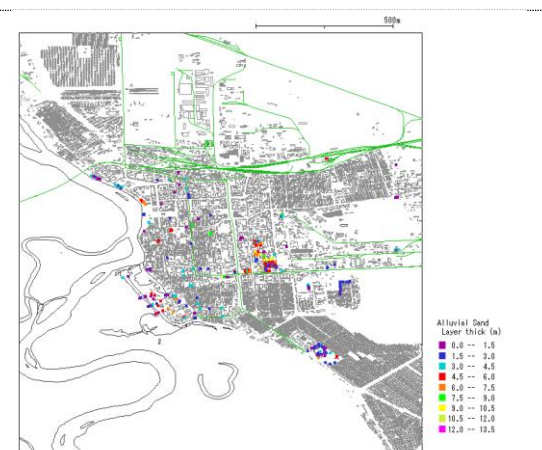 500m
Alluvial Sand
Layer thick (m)
0.0 -- 1.5
1.5 -- 3.0
3.0 -- 4.5
4.5 -- 6.0
6.0 -- 7.5
7.5 -- 9.0
9.0 -- 10.5
10.5 -- 12.0
12.0 -- 13.5